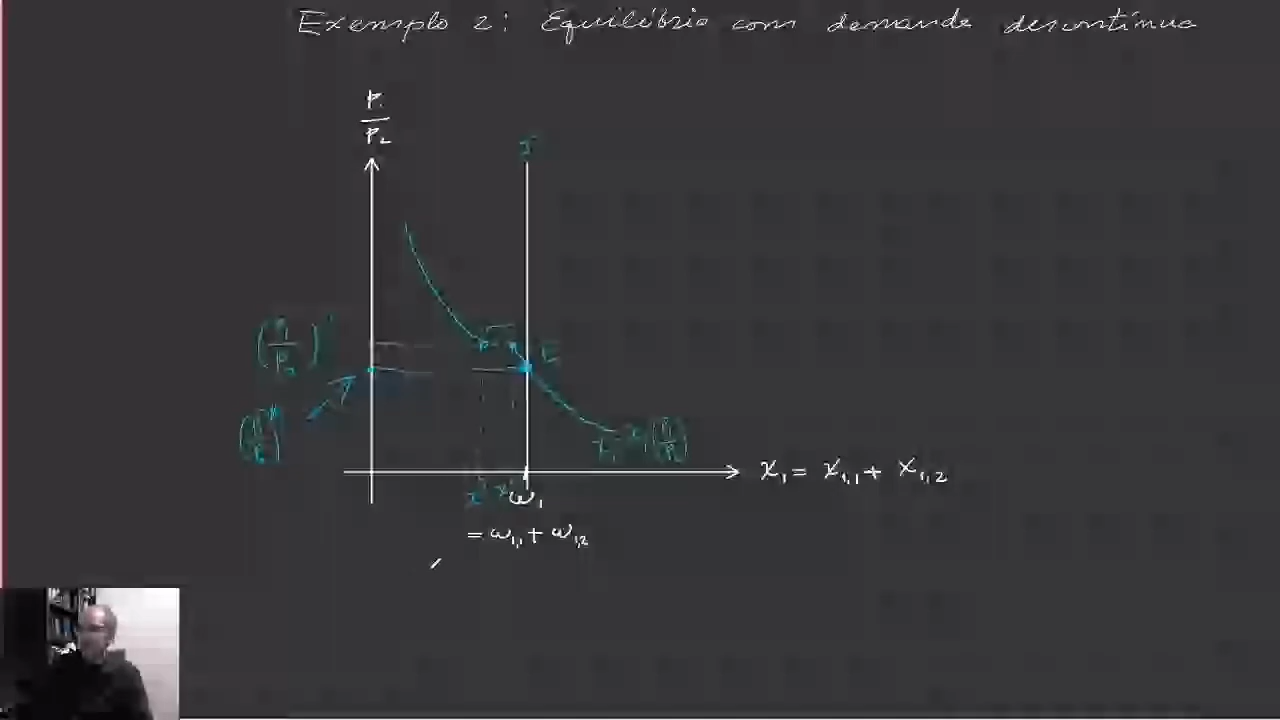 Exemplo 2: Equilíbrio com demanda descontínua
P₁
P₂
S
E
x₁ = x₁,₁ + x₁,₂
ω₁
= ω₁,₁ + ω₁,₂